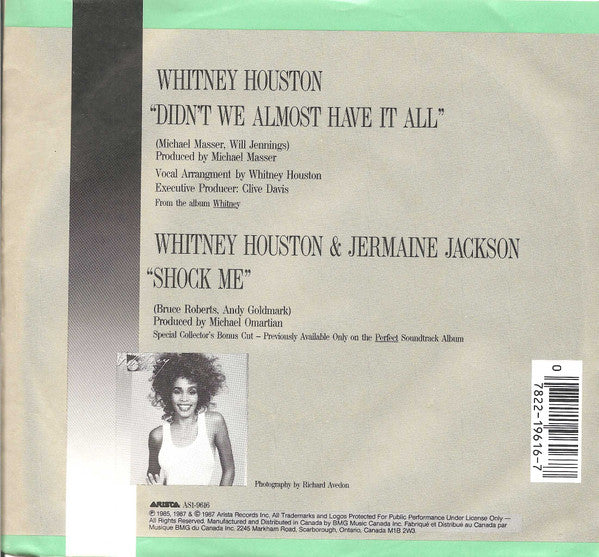 WHITNEY HOUSTON
“DIDN'T WE ALMOST HAVE IT ALL”
(Michael Masser, Will Jennings)
Produced by Michael Masser
Vocal Arrangment by Whitney Houston
Executive Producer: Clive Davis
From the album Whitney
WHITNEY HOUSTON & JERMAINE JACKSON
“SHOCK ME”
(Bruce Roberts, Andy Goldmark)
Produced by Michael Omartian
Special Collector's Bonus Cut – Previously Available Only on the Perfect Soundtrack Album
0
7822-19616-7
Photography by Richard Avedon
ARISTA AS1-9616
℗ 1985, 1987 & © 1987 Arista Records Inc. All Trademarks and Logos Protected For Public Performance Under License Only —
All Rights Reserved. Manufactured and Distributed in Canada by BMG Music Canada Inc. Fabriqué et Distribué au Canada par
Musique BMG du Canada Inc. 2245 Markham Road, Scarborough, Ontario, Canada M1B 2W3.